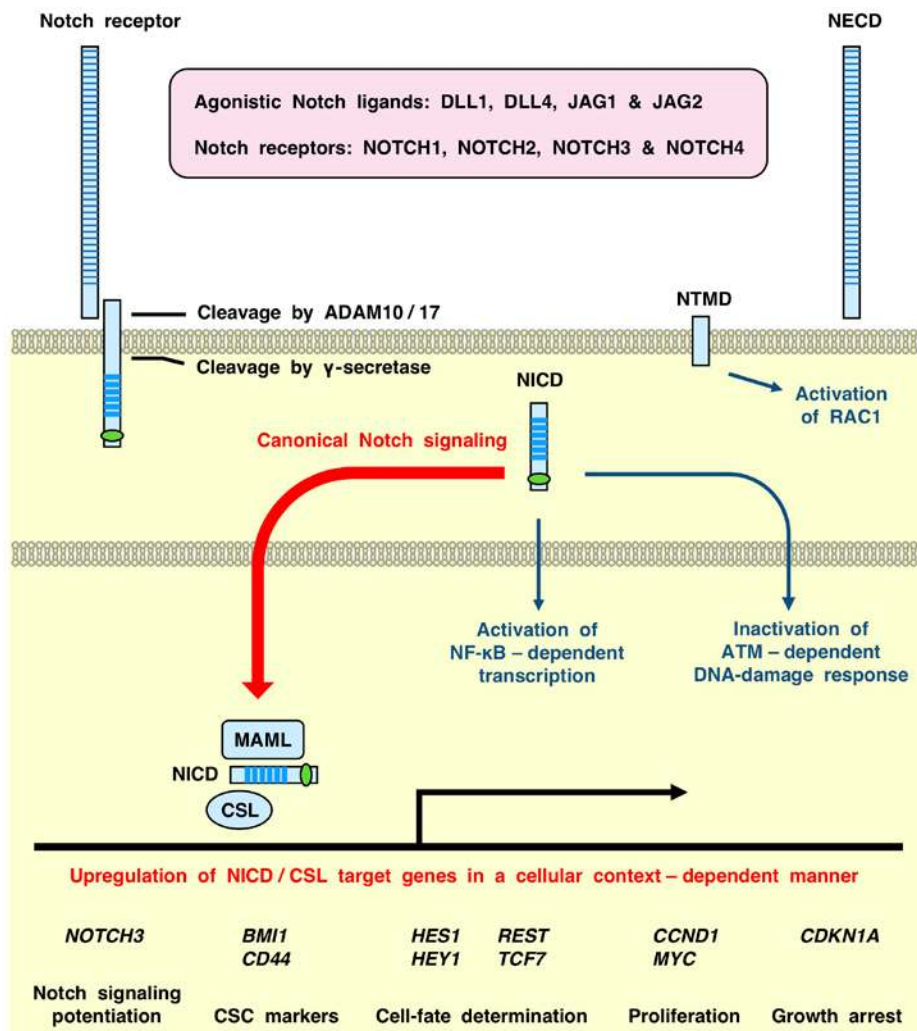 Notch receptor
NECD
Agonistic Notch ligands: DLL1, DLL4, JAG1 & JAG2
Notch receptors: NOTCH1, NOTCH2, NOTCH3 & NOTCH4
NTMD
Cleavage by ADAM10 / 17
Cleavage by γ-secretase
NICD
Activation
of RAC1
Canonical Notch signaling
Activation of
NF-κB – dependent
transcription
Inactivation of
ATM – dependent
DNA-damage response
MAML
NICD
CSL
Upregulation of NICD / CSL target genes in a cellular context – dependent manner
NOTCH3
BMI1
CD44
HES1
HEY1
REST
TCF7
CCND1
MYC
CDKN1A
Notch signaling
potentiation
CSC markers
Cell-fate determination
Proliferation
Growth arrest